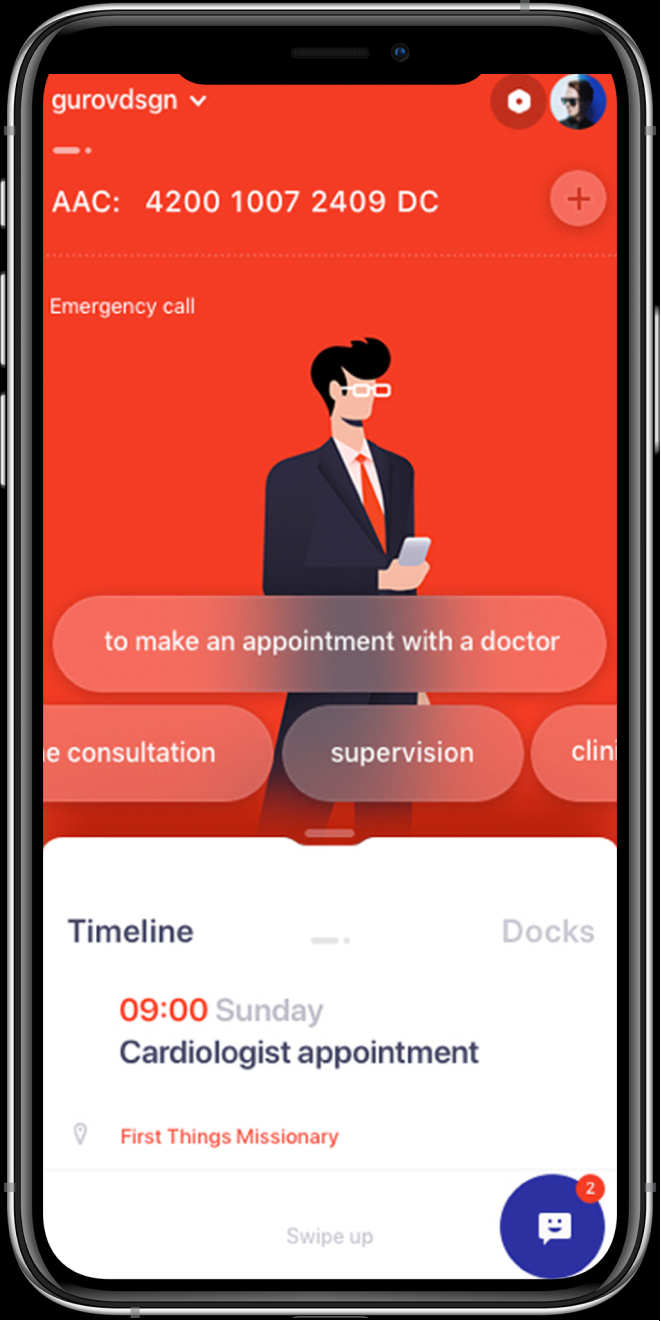 gurovdsgn
AAC: 4200 1007 2409 DC
Emergency call
to make an appointment with a doctor
consultation
supervision
Timeline
Docks
09:00 Sunday
Cardiologist appointment
First Things Missionary
2
Swipe up